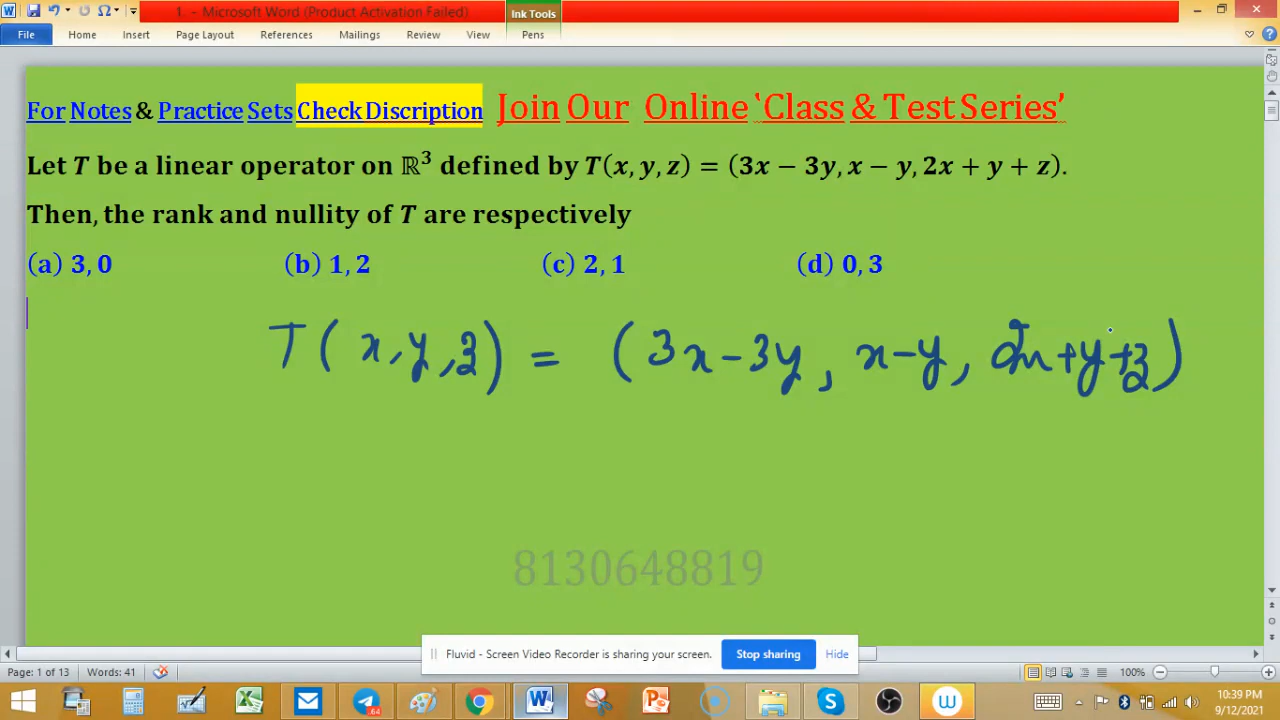 1. - Microsoft Word (Product Activation Failed)
Ink Tools
File Home Insert Page Layout References Mailings Review View Pens
For Notes & Practice Sets Check Discription Join Our Online 'Class & Test Series'
Let T be a linear operator on ℝ³ defined by T(x, y, z) = (3x − 3y, x − y, 2x + y + z).
Then, the rank and nullity of T are respectively
(a) 3, 0 (b) 1, 2 (c) 2, 1 (d) 0, 3
T(x, y, z) = (3x − 3y, x − y, 2x + y + z)
8130648819
Fluvid - Screen Video Recorder is sharing your screen. Stop sharing Hide
Page: 1 of 13 Words: 41 100%
10:39 PM
9/12/2021